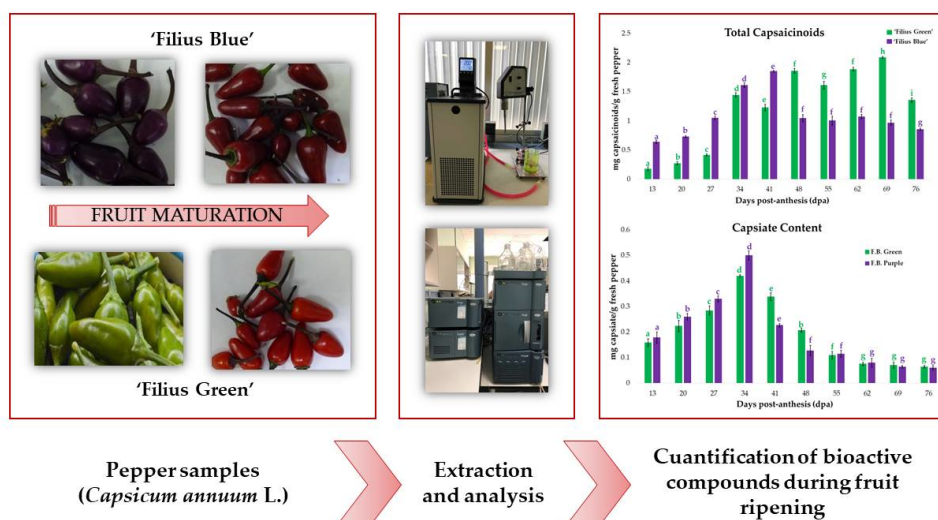 'Filius Blue'
FRUIT MATURATION
'Filius Green'
Total Capsaicinoids
'Filius Green'
'Filius Blue'
mg capsaicinoids/g fresh pepper
2.5
2
1.5
1
0.5
0
a a b b c c d d e e f f g f f f h f i g
13 20 27 34 41 48 55 62 69 76
Days post-anthesis (dpa)
Capsiate Content
F.B. Green
F.B. Purple
mg capsiate/g fresh pepper
0.6
0.5
0.4
0.3
0.2
0.1
0
a a b b c c d d e e b f f f g g g g g g
13 20 27 34 41 48 55 62 69 76
Days post-anthesis (dpa)
Pepper samples
(Capsicum annuum L.)
Extraction
and analysis
Cuantification of bioactive
compounds during fruit
ripening